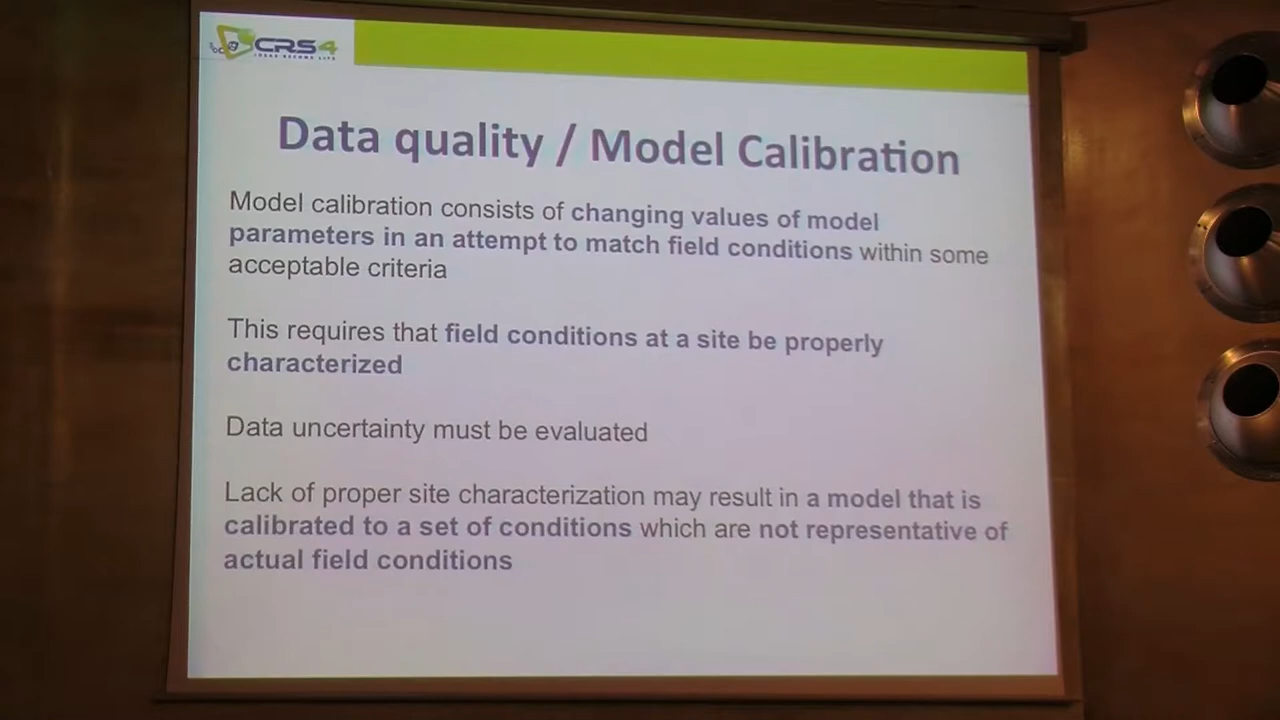 CRS4
Data quality / Model Calibration
Model calibration consists of changing values of model
parameters in an attempt to match field conditions within some
acceptable criteria
This requires that field conditions at a site be properly
characterized
Data uncertainty must be evaluated
Lack of proper site characterization may result in a model that is
calibrated to a set of conditions which are not representative of
actual field conditions